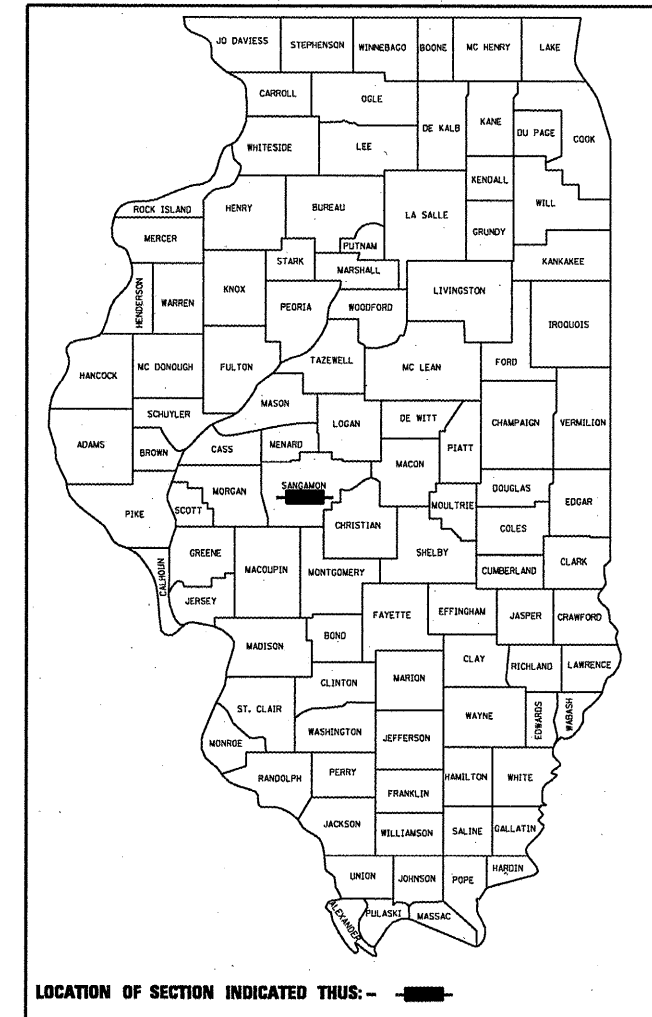 JO DAVIESS STEPHENSON WINNEBAGO BOONE MC HENRY LAKE
CARROLL OGLE DE KALB KANE DU PAGE COOK
WHITESIDE LEE
KENDALL WILL
ROCK ISLAND HENRY BUREAU LA SALLE GRUNDY
MERCER PUTNAM
STARK MARSHALL KANKAKEE
HENDERSON WARREN KNOX PEORIA WOODFORD LIVINGSTON IROQUOIS
HANCOCK MC DONOUGH FULTON TAZEWELL MC LEAN FORD
MASON
SCHUYLER LOGAN DE WITT CHAMPAIGN VERMILION
ADAMS BROWN CASS MENARD PIATT
MACON
PIKE SCOTT MORGAN SANGAMON MOULTRIE DOUGLAS EDGAR
CHRISTIAN COLES
GREENE SHELBY
CALHOUN MACOUPIN MONTGOMERY CUMBERLAND CLARK
JERSEY FAYETTE EFFINGHAM JASPER CRAWFORD
MADISON BOND
CLAY RICHLAND LAWRENCE
CLINTON MARION
ST. CLAIR WAYNE EDWARDS WABASH
WASHINGTON JEFFERSON
MONROE
RANDOLPH PERRY HAMILTON WHITE
FRANKLIN
JACKSON WILLIAMSON SALINE GALLATIN
UNION JOHNSON POPE HARDIN
ALEXANDER PULASKI MASSAC
LOCATION OF SECTION INDICATED THUS: -